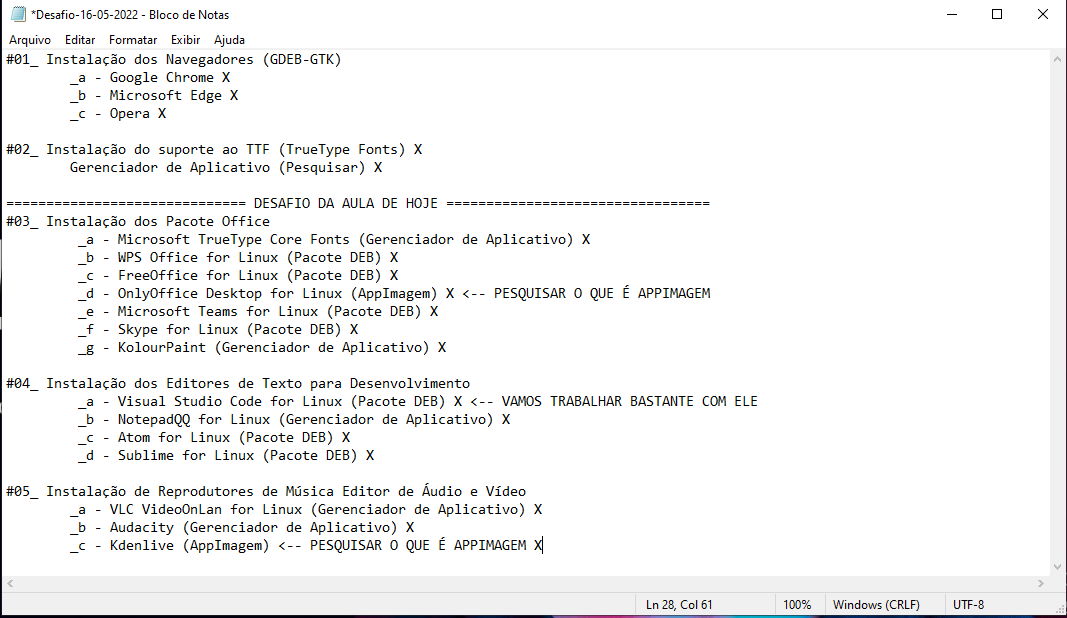 *Desafio-16-05-2022 - Bloco de Notas
Arquivo Editar Formatar Exibir Ajuda
#01_ Instalação dos Navegadores (GDEB-GTK)
_a - Google Chrome X
_b - Microsoft Edge X
_c - Opera X
#02_ Instalação do suporte ao TTF (TrueType Fonts) X
Gerenciador de Aplicativo (Pesquisar) X
============================== DESAFIO DA AULA DE HOJE =================================
#03_ Instalação dos Pacote Office
_a - Microsoft TrueType Core Fonts (Gerenciador de Aplicativo) X
_b - WPS Office for Linux (Pacote DEB) X
_c - FreeOffice for Linux (Pacote DEB) X
_d - OnlyOffice Desktop for Linux (AppImagem) X <-- PESQUISAR O QUE É APPIMAGEM
_e - Microsoft Teams for Linux (Pacote DEB) X
_f - Skype for Linux (Pacote DEB) X
_g - KolourPaint (Gerenciador de Aplicativo) X
#04_ Instalação dos Editores de Texto para Desenvolvimento
_a - Visual Studio Code for Linux (Pacote DEB) X <-- VAMOS TRABALHAR BASTANTE COM ELE
_b - NotepadQQ for Linux (Gerenciador de Aplicativo) X
_c - Atom for Linux (Pacote DEB) X
_d - Sublime for Linux (Pacote DEB) X
#05_ Instalação de Reprodutores de Música Editor de Áudio e Vídeo
_a - VLC VideoOnLan for Linux (Gerenciador de Aplicativo) X
_b - Audacity (Gerenciador de Aplicativo) X
_c - Kdenlive (AppImagem) <-- PESQUISAR O QUE É APPIMAGEM X
Ln 28, Col 61 100% Windows (CRLF) UTF-8